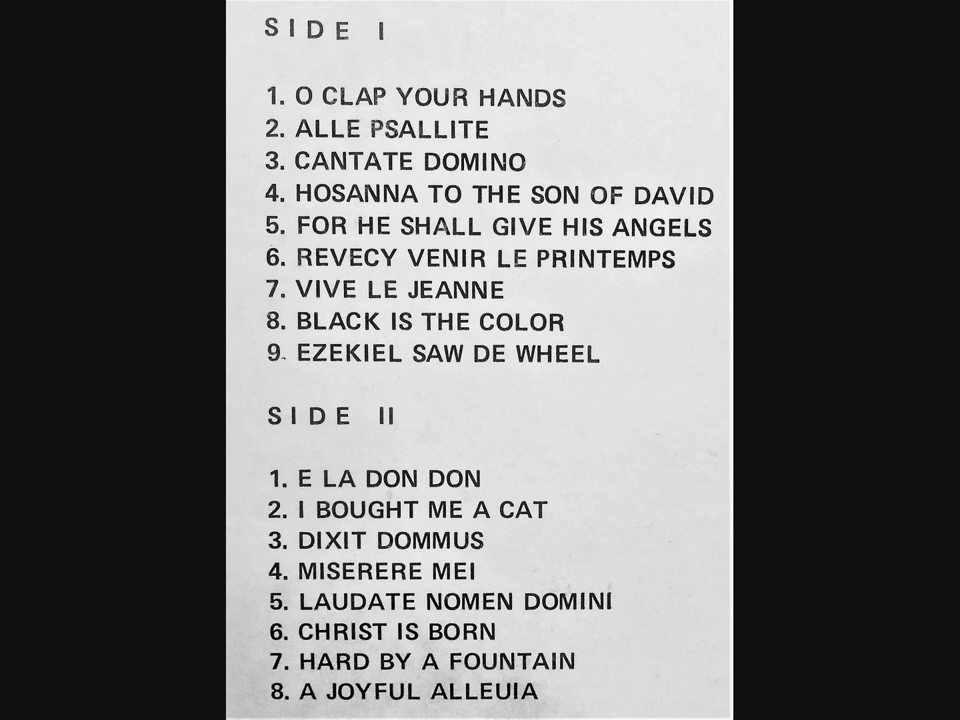 SIDE I
1. O CLAP YOUR HANDS
2. ALLE PSALLITE
3. CANTATE DOMINO
4. HOSANNA TO THE SON OF DAVID
5. FOR HE SHALL GIVE HIS ANGELS
6. REVECY VENIR LE PRINTEMPS
7. VIVE LE JEANNE
8. BLACK IS THE COLOR
9. EZEKIEL SAW DE WHEEL
SIDE II
1. E LA DON DON
2. I BOUGHT ME A CAT
3. DIXIT DOMMUS
4. MISERERE MEI
5. LAUDATE NOMEN DOMINI
6. CHRIST IS BORN
7. HARD BY A FOUNTAIN
8. A JOYFUL ALLEUIA